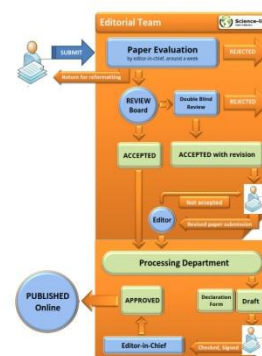 Editorial Team
Science-li
SUBMIT
Paper Evaluation
by editor-in-chief, around a week
REJECTED
Return for reformatting
REVIEW
Board
Double Blind
Review
REJECTED
ACCEPTED
ACCEPTED with revision
Not accepted
Editor
Revised paper submission
Processing Department
PUBLISHED
Online
APPROVED
Declaration
Form
Draft
Editor-in-Chief
Checked, Signed